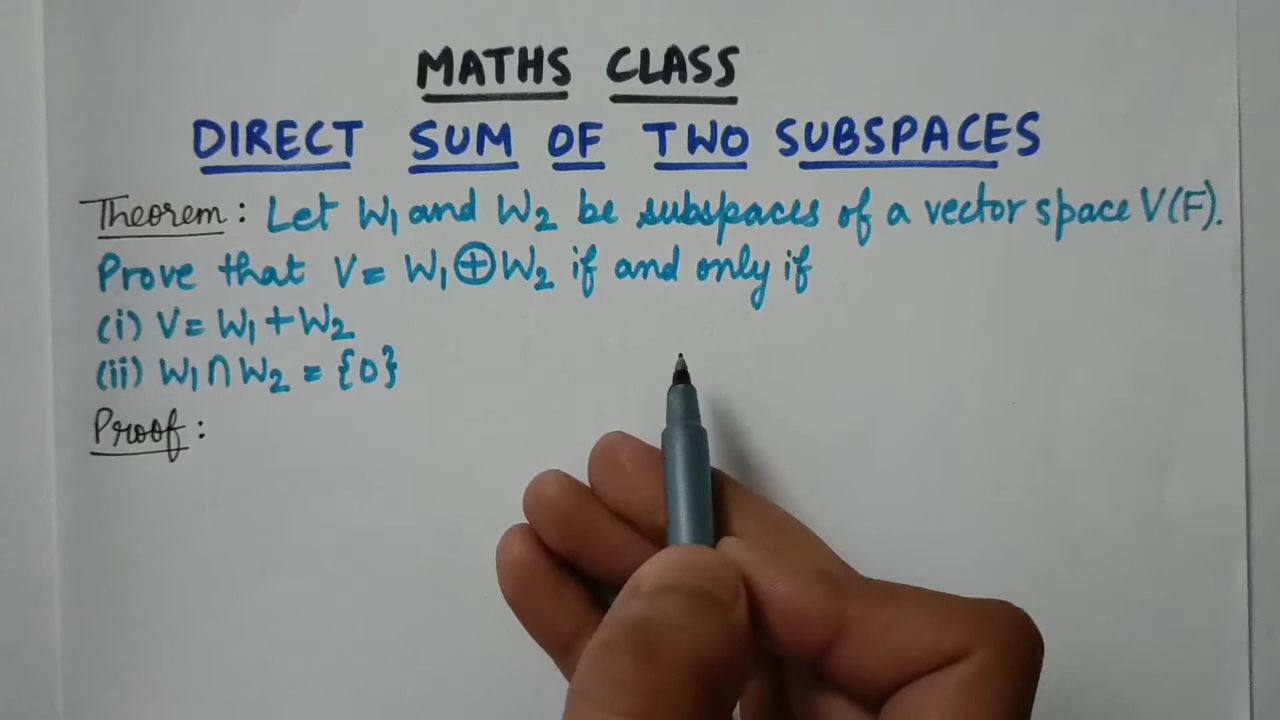 MATHS CLASS
DIRECT SUM OF TWO SUBSPACES
Theorem: Let W₁ and W₂ be subspaces of a vector space V(F).
Prove that V = W₁⊕W₂ if and only if
(i) V = W₁ + W₂
(ii) W₁∩W₂ = {0}
Proof: